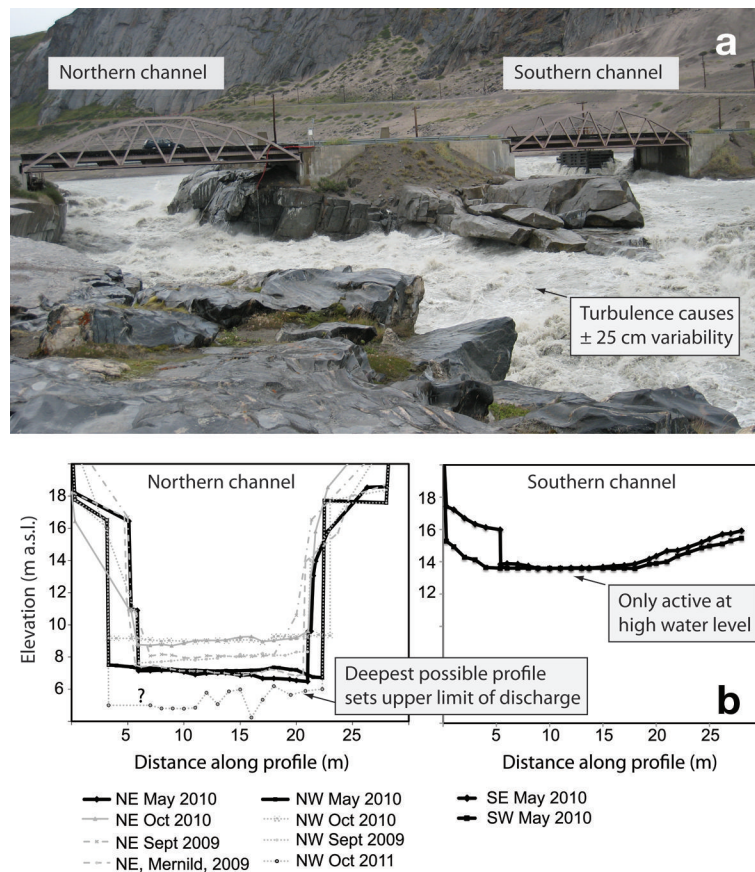 a
Northern channel
Southern channel
Turbulence causes
± 25 cm variability
b
Northern channel
Elevation (m a.s.l.)
18
16
14
12
10
8
6
?
Deepest possible profile
sets upper limit of discharge
5
10
15
20
25
Distance along profile (m)
Southern channel
18
16
14
12
Only active at
high water level
5
10
15
20
25
Distance along profile (m)
NE May 2010
NE Oct 2010
NE Sept 2009
NE, Mernild, 2009
NW May 2010
NW Oct 2010
NW Sept 2009
NW Oct 2011
SE May 2010
SW May 2010